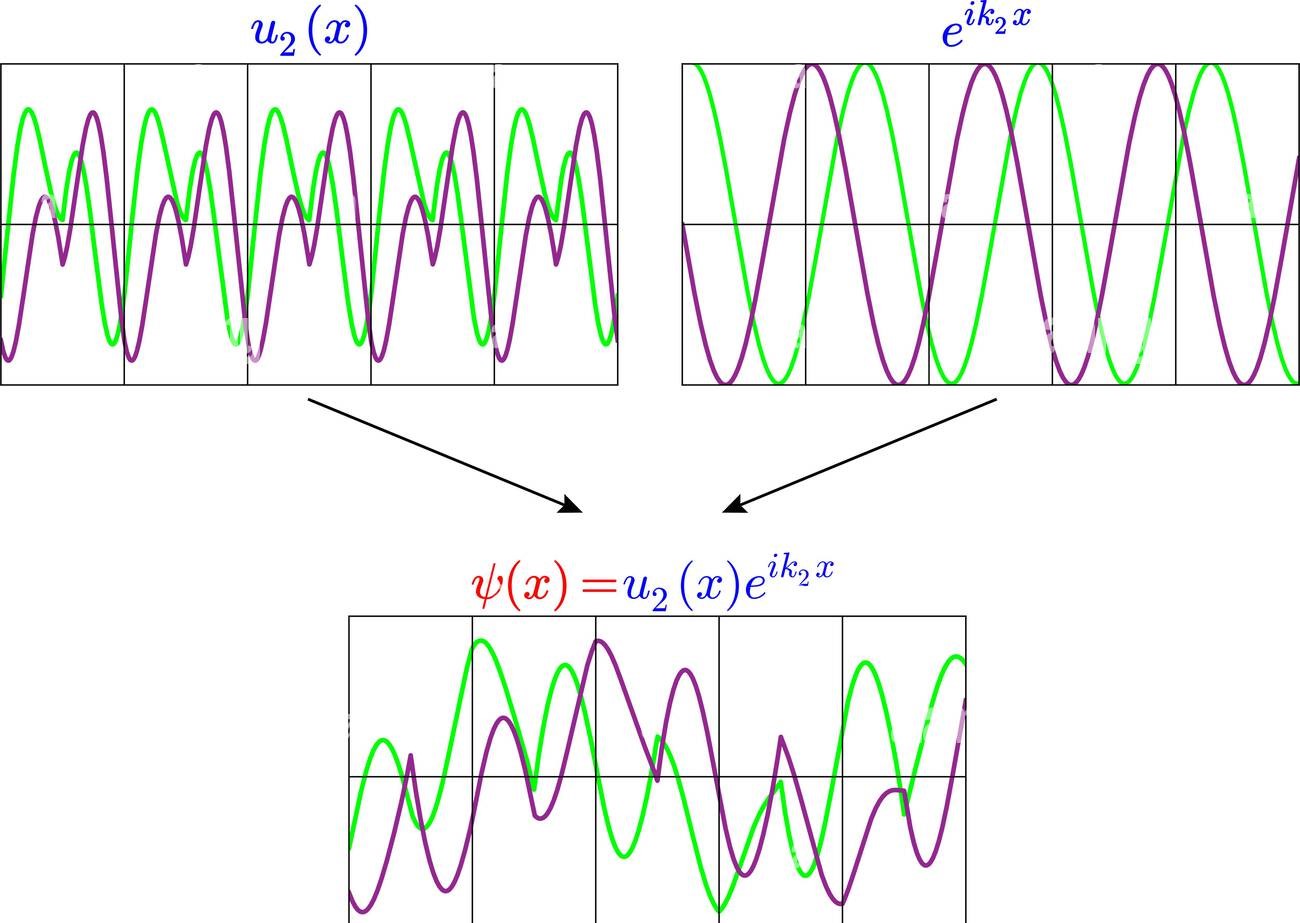 u₂(x)
e^{ik₂x}
ψ(x) = u₂(x)e^{ik₂x}